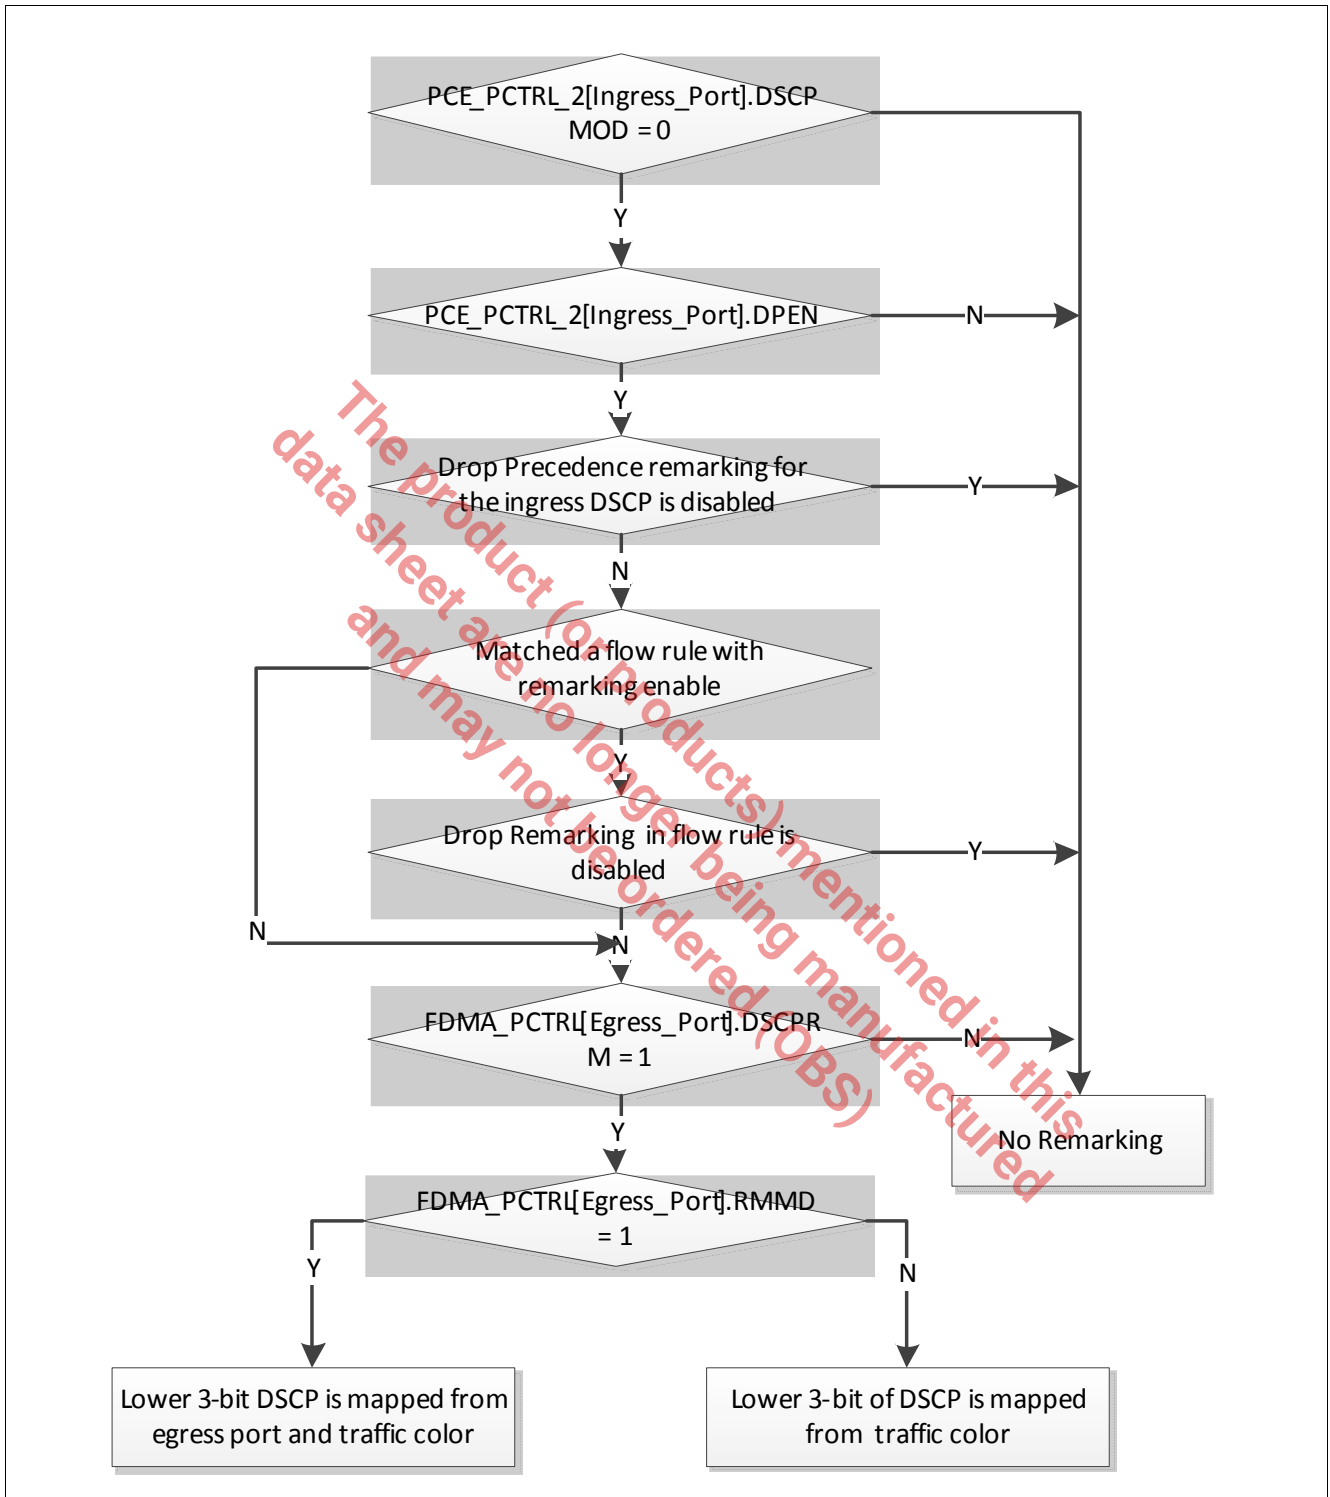 PCE_PCTRL_2[Ingress_Port].DSCP
MOD = 0
Y
PCE_PCTRL_2[Ingress_Port].DPEN
N
Y
Drop Precedence remarking for
the ingress DSCP is disabled
Y
N
Matched a flow rule with
remarking enable
Y
Drop Remarking in flow rule is
disabled
Y
N
N
FDMA_PCTRL[Egress_Port].DSCPR
M = 1
N
Y
No Remarking
FDMA_PCTRL[Egress_Port].RMMD
= 1
Y
N
Lower 3-bit DSCP is mapped from
egress port and traffic color
Lower 3-bit of DSCP is mapped
from traffic color
The product (or products) mentioned in this
data sheet are no longer being manufactured
and may not be ordered (OBS)